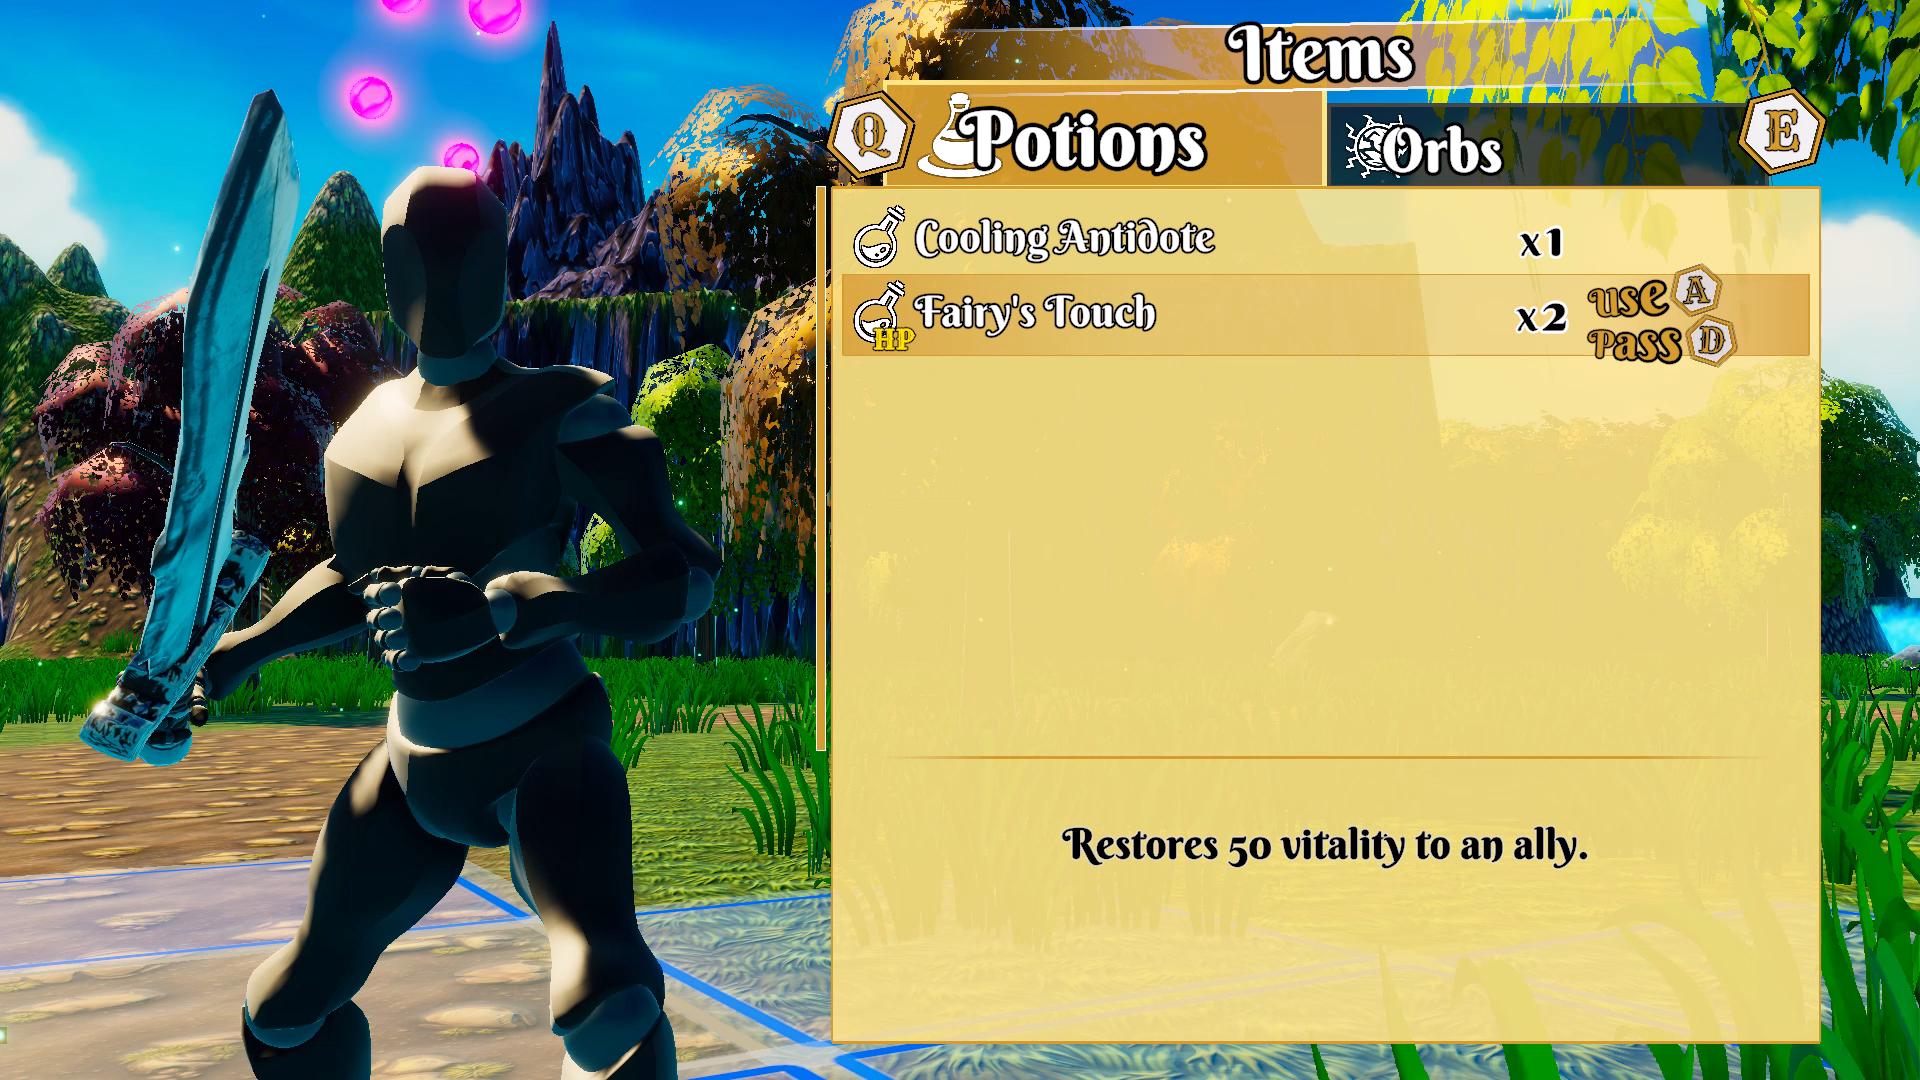 Items
Q Potions Orbs E
Cooling Antidote x1
HP Fairy's Touch x2 use A
Pass D
Restores 50 vitality to an ally.